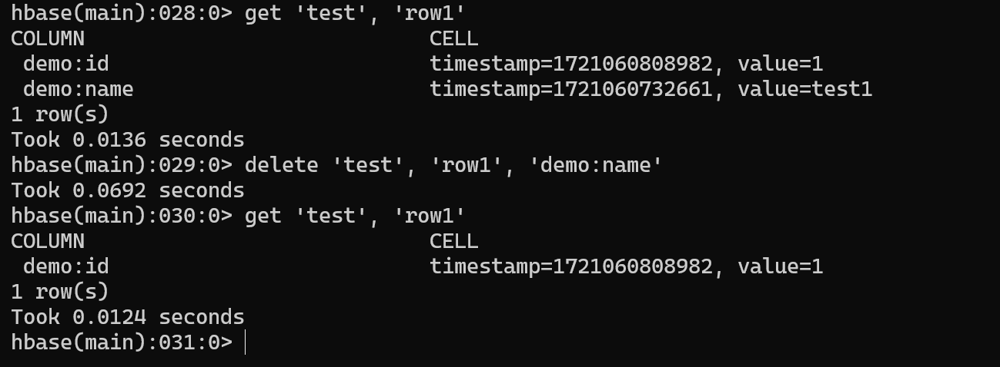 hbase(main):028:0> get 'test', 'row1'
COLUMN                            CELL
 demo:id                          timestamp=1721060808982, value=1
 demo:name                        timestamp=1721060732661, value=test1
1 row(s)
Took 0.0136 seconds
hbase(main):029:0> delete 'test', 'row1', 'demo:name'
Took 0.0692 seconds
hbase(main):030:0> get 'test', 'row1'
COLUMN                            CELL
 demo:id                          timestamp=1721060808982, value=1
1 row(s)
Took 0.0124 seconds
hbase(main):031:0>